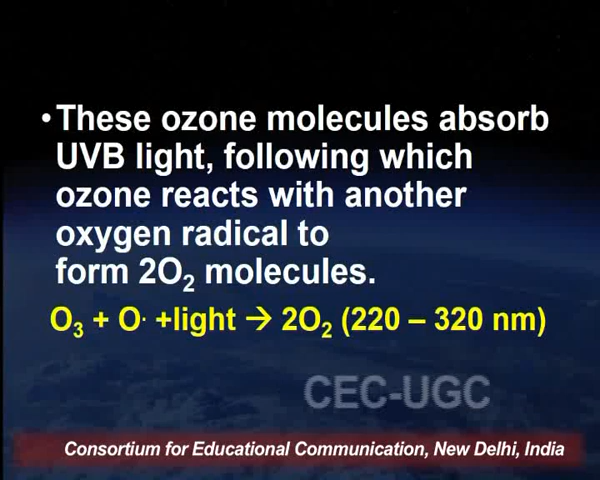 •These ozone molecules absorb
UVB light, following which
ozone reacts with another
oxygen radical to
form 2O₂ molecules.
O₃ + O· +light → 2O₂ (220 – 320 nm)
CEC-UGC
Consortium for Educational Communication, New Delhi, India